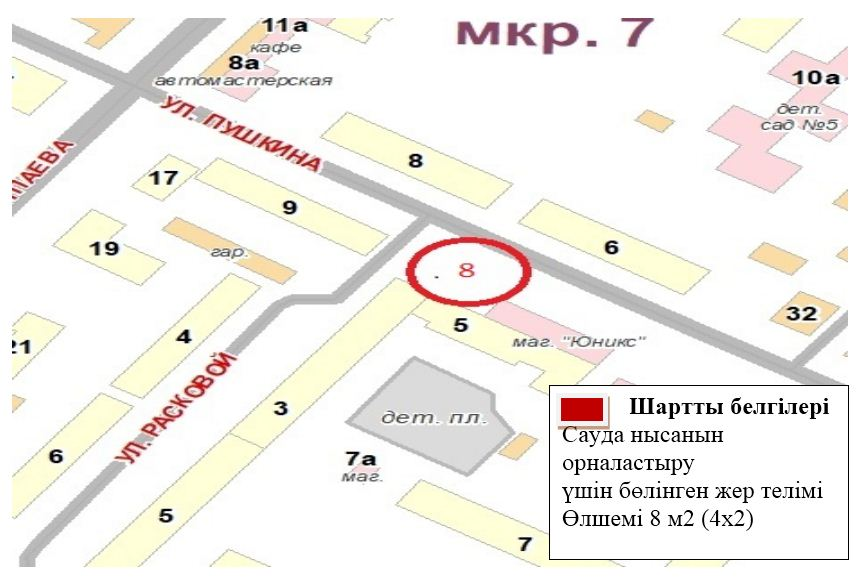 11а
кафе
8а
автомастерская
мкр. 7
10а
дет.
сад №5
УЛ. ПУШКИНА
ПАЕВА
8
17
9
19
гар.
8
6
32
4
5
маг. "Юникс"
21
УЛ. РАСКОВОЙ
3
дет. пл.
6
7а
маг.
5
7
Шартты белгілері
Сауда нысанын
орналастыру
үшін бөлінген жер телімі
Өлшемі 8 м2 (4х2)